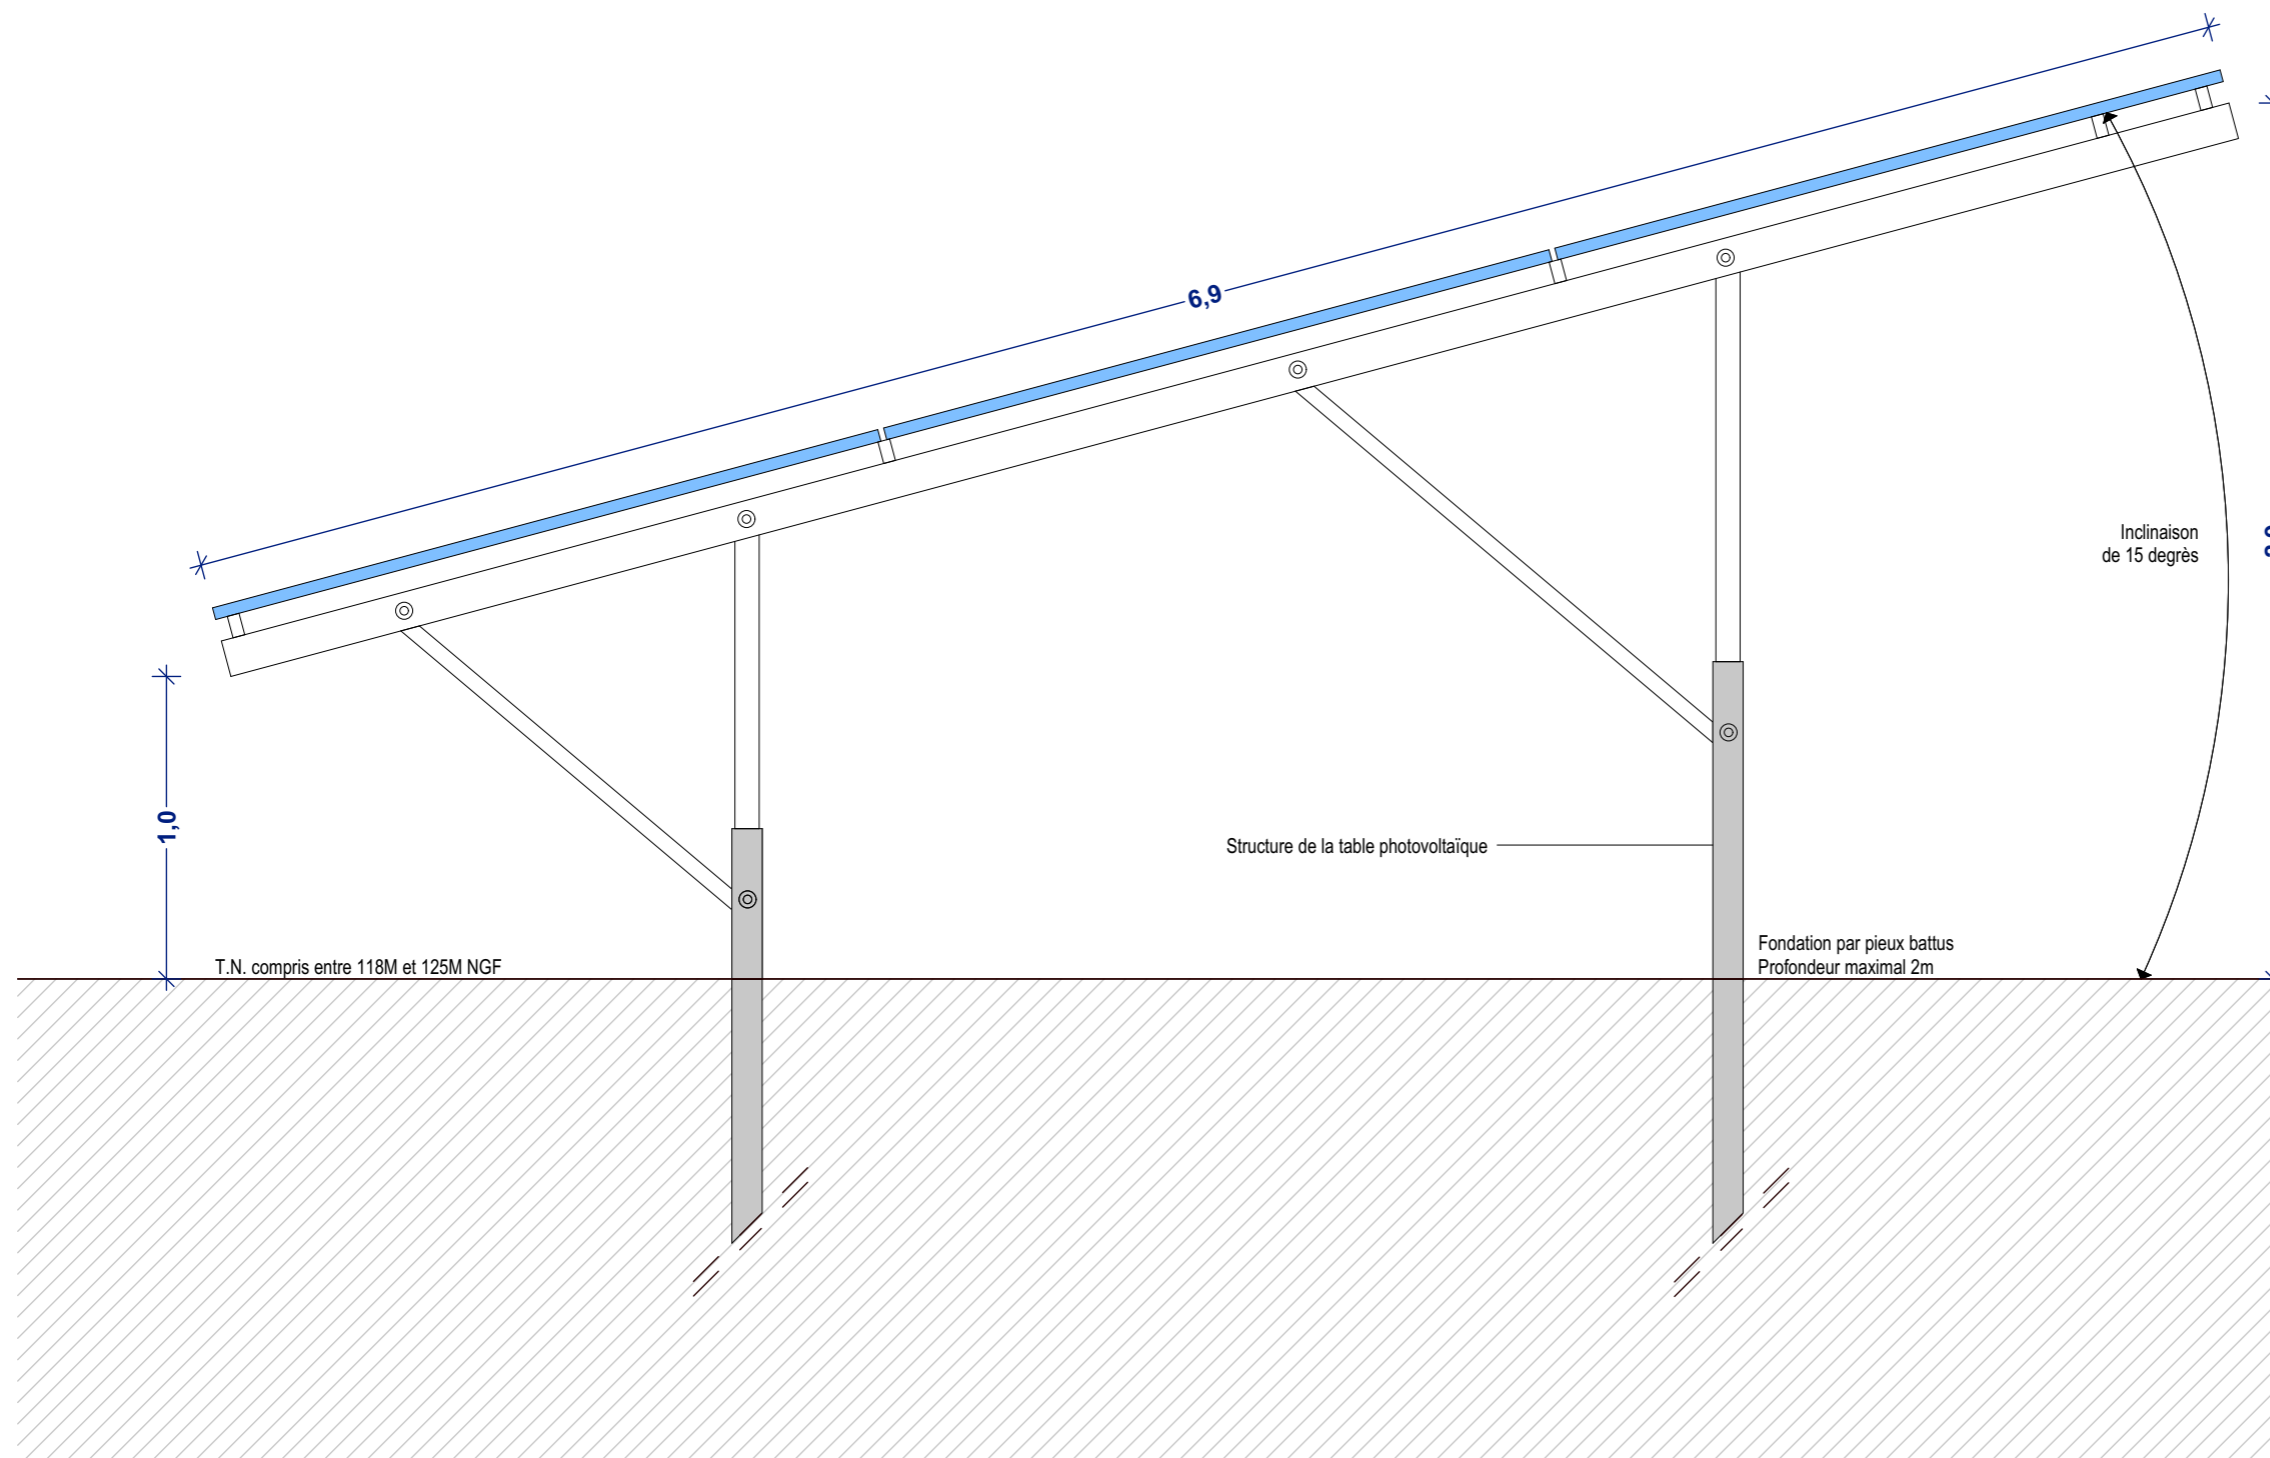 6,9
Inclinaison
de 15 degrès
1,0
Structure de la table photovoltaïque
Fondation par pieux battus
Profondeur maximal 2m
T.N. compris entre 118M et 125M NGF